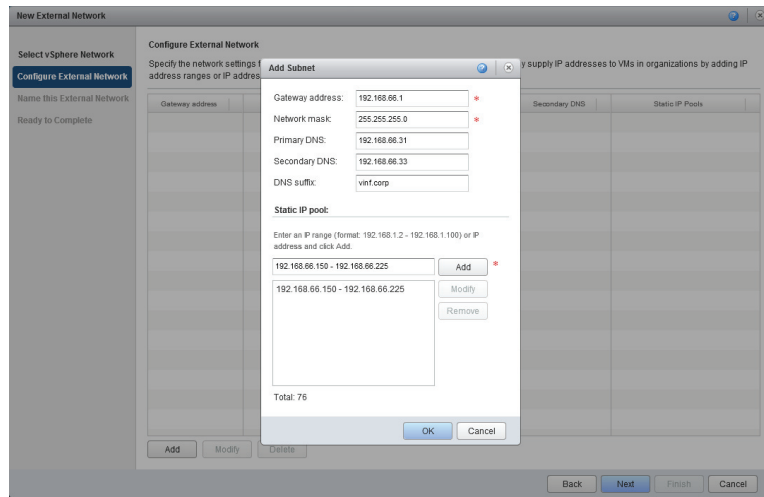 New External Network
Select vSphere Network
Configure External Network
Name this External Network
Ready to Complete
Configure External Network
Specify the network settings f
y supply IP addresses to VMs in organizations by adding IP
address ranges or IP addres
Gateway address
Secondary DNS
Static IP Pools
Add Subnet
Gateway address: 192.168.66.1 *
Network mask: 255.255.255.0 *
Primary DNS: 192.168.66.31
Secondary DNS: 192.168.66.33
DNS suffix: vinf.corp
Static IP pool:
Enter an IP range (format: 192.168.1.2 - 192.168.1.100) or IP
address and click Add.
192.168.66.150 - 192.168.66.225 Add *
192.168.66.150 - 192.168.66.225 Modify
Remove
Total: 76
OK Cancel
Add Modify Delete
Back Next Finish Cancel